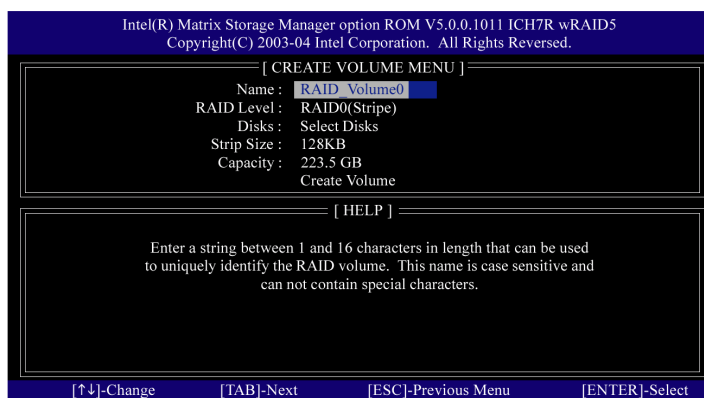 Intel(R) Matrix Storage Manager option ROM V5.0.0.1011 ICH7R wRAID5
Copyright(C) 2003-04 Intel Corporation. All Rights Reversed.
[ CREATE VOLUME MENU ]
Name : RAID_Volume0
RAID Level : RAID0(Stripe)
Disks : Select Disks
Strip Size : 128KB
Capacity : 223.5 GB
Create Volume
[ HELP ]
Enter a string between 1 and 16 characters in length that can be used
to uniquely identify the RAID volume. This name is case sensitive and
can not contain special characters.
[↑↓]-Change [TAB]-Next [ESC]-Previous Menu [ENTER]-Select